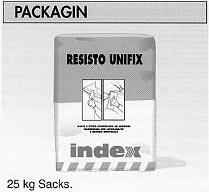 PACKAGIN
RESISTO UNIFIX
index
25 kg Sacks.